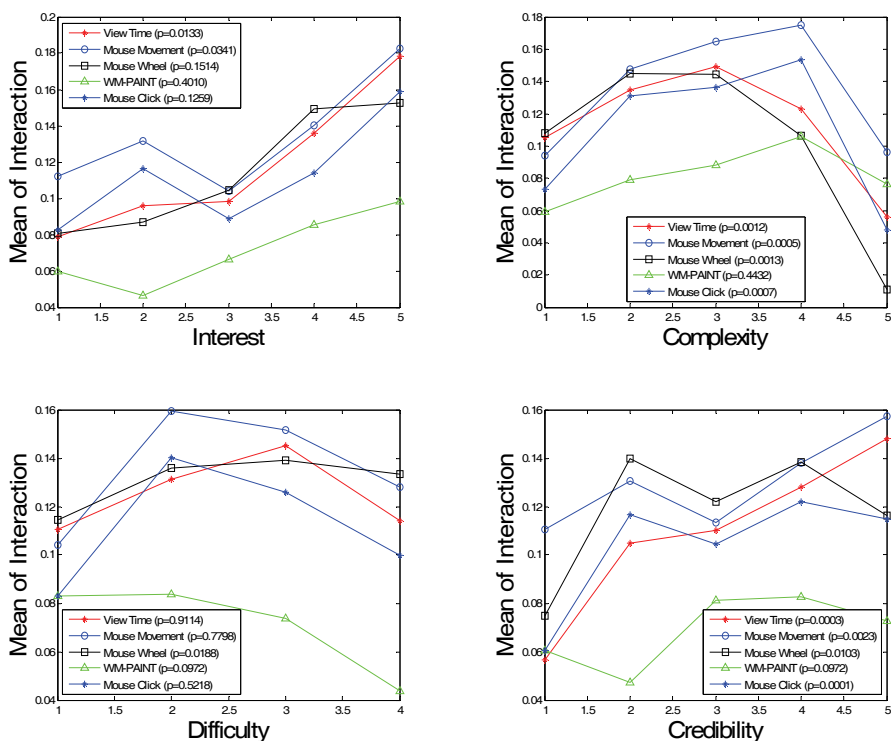 0.2
0.18
0.16
0.14
0.12
0.1
0.08
0.06
0.04
Mean of Interaction
View Time (p=0.0133)
Mouse Movement (p=0.0341)
Mouse Wheel (p=0.1514)
WM-PAINT (p=0.4010)
Mouse Click (p=0.1259)
1 1.5 2 2.5 3 3.5 4 4.5 5
Interest
0.18
0.16
0.14
0.12
0.1
0.08
0.06
0.04
0.02
0
Mean of Interaction
View Time (p=0.0012)
Mouse Movement (p=0.0005)
Mouse Wheel (p=0.0013)
WM-PAINT (p=0.4432)
Mouse Click (p=0.0007)
1 1.5 2 2.5 3 3.5 4 4.5 5
Complexity
0.16
0.14
0.12
0.1
0.08
0.06
0.04
Mean of Interaction
View Time (p=0.9114)
Mouse Movement (p=0.7798)
Mouse Wheel (p=0.0188)
WM-PAINT (p=0.0972)
Mouse Click (p=0.5218)
1 1.5 2 2.5 3 3.5 4
Difficulty
0.16
0.14
0.12
0.1
0.08
0.06
0.04
Mean of Interaction
View Time (p=0.0003)
Mouse Movement (p=0.0023)
Mouse Wheel (p=0.0103)
WM-PAINT (p=0.0972)
Mouse Click (p=0.0001)
1 1.5 2 2.5 3 3.5 4 4.5 5
Credibility